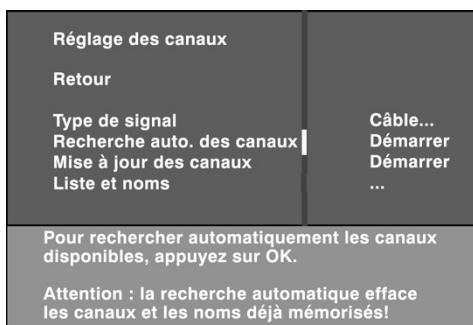 Réglage des canaux
Retour
Type de signal Câble...
Recherche auto. des canaux Démarrer
Mise à jour des canaux Démarrer
Liste et noms ...
Pour rechercher automatiquement les canaux
disponibles, appuyez sur OK.
Attention : la recherche automatique efface
les canaux et les noms déjà mémorisés!